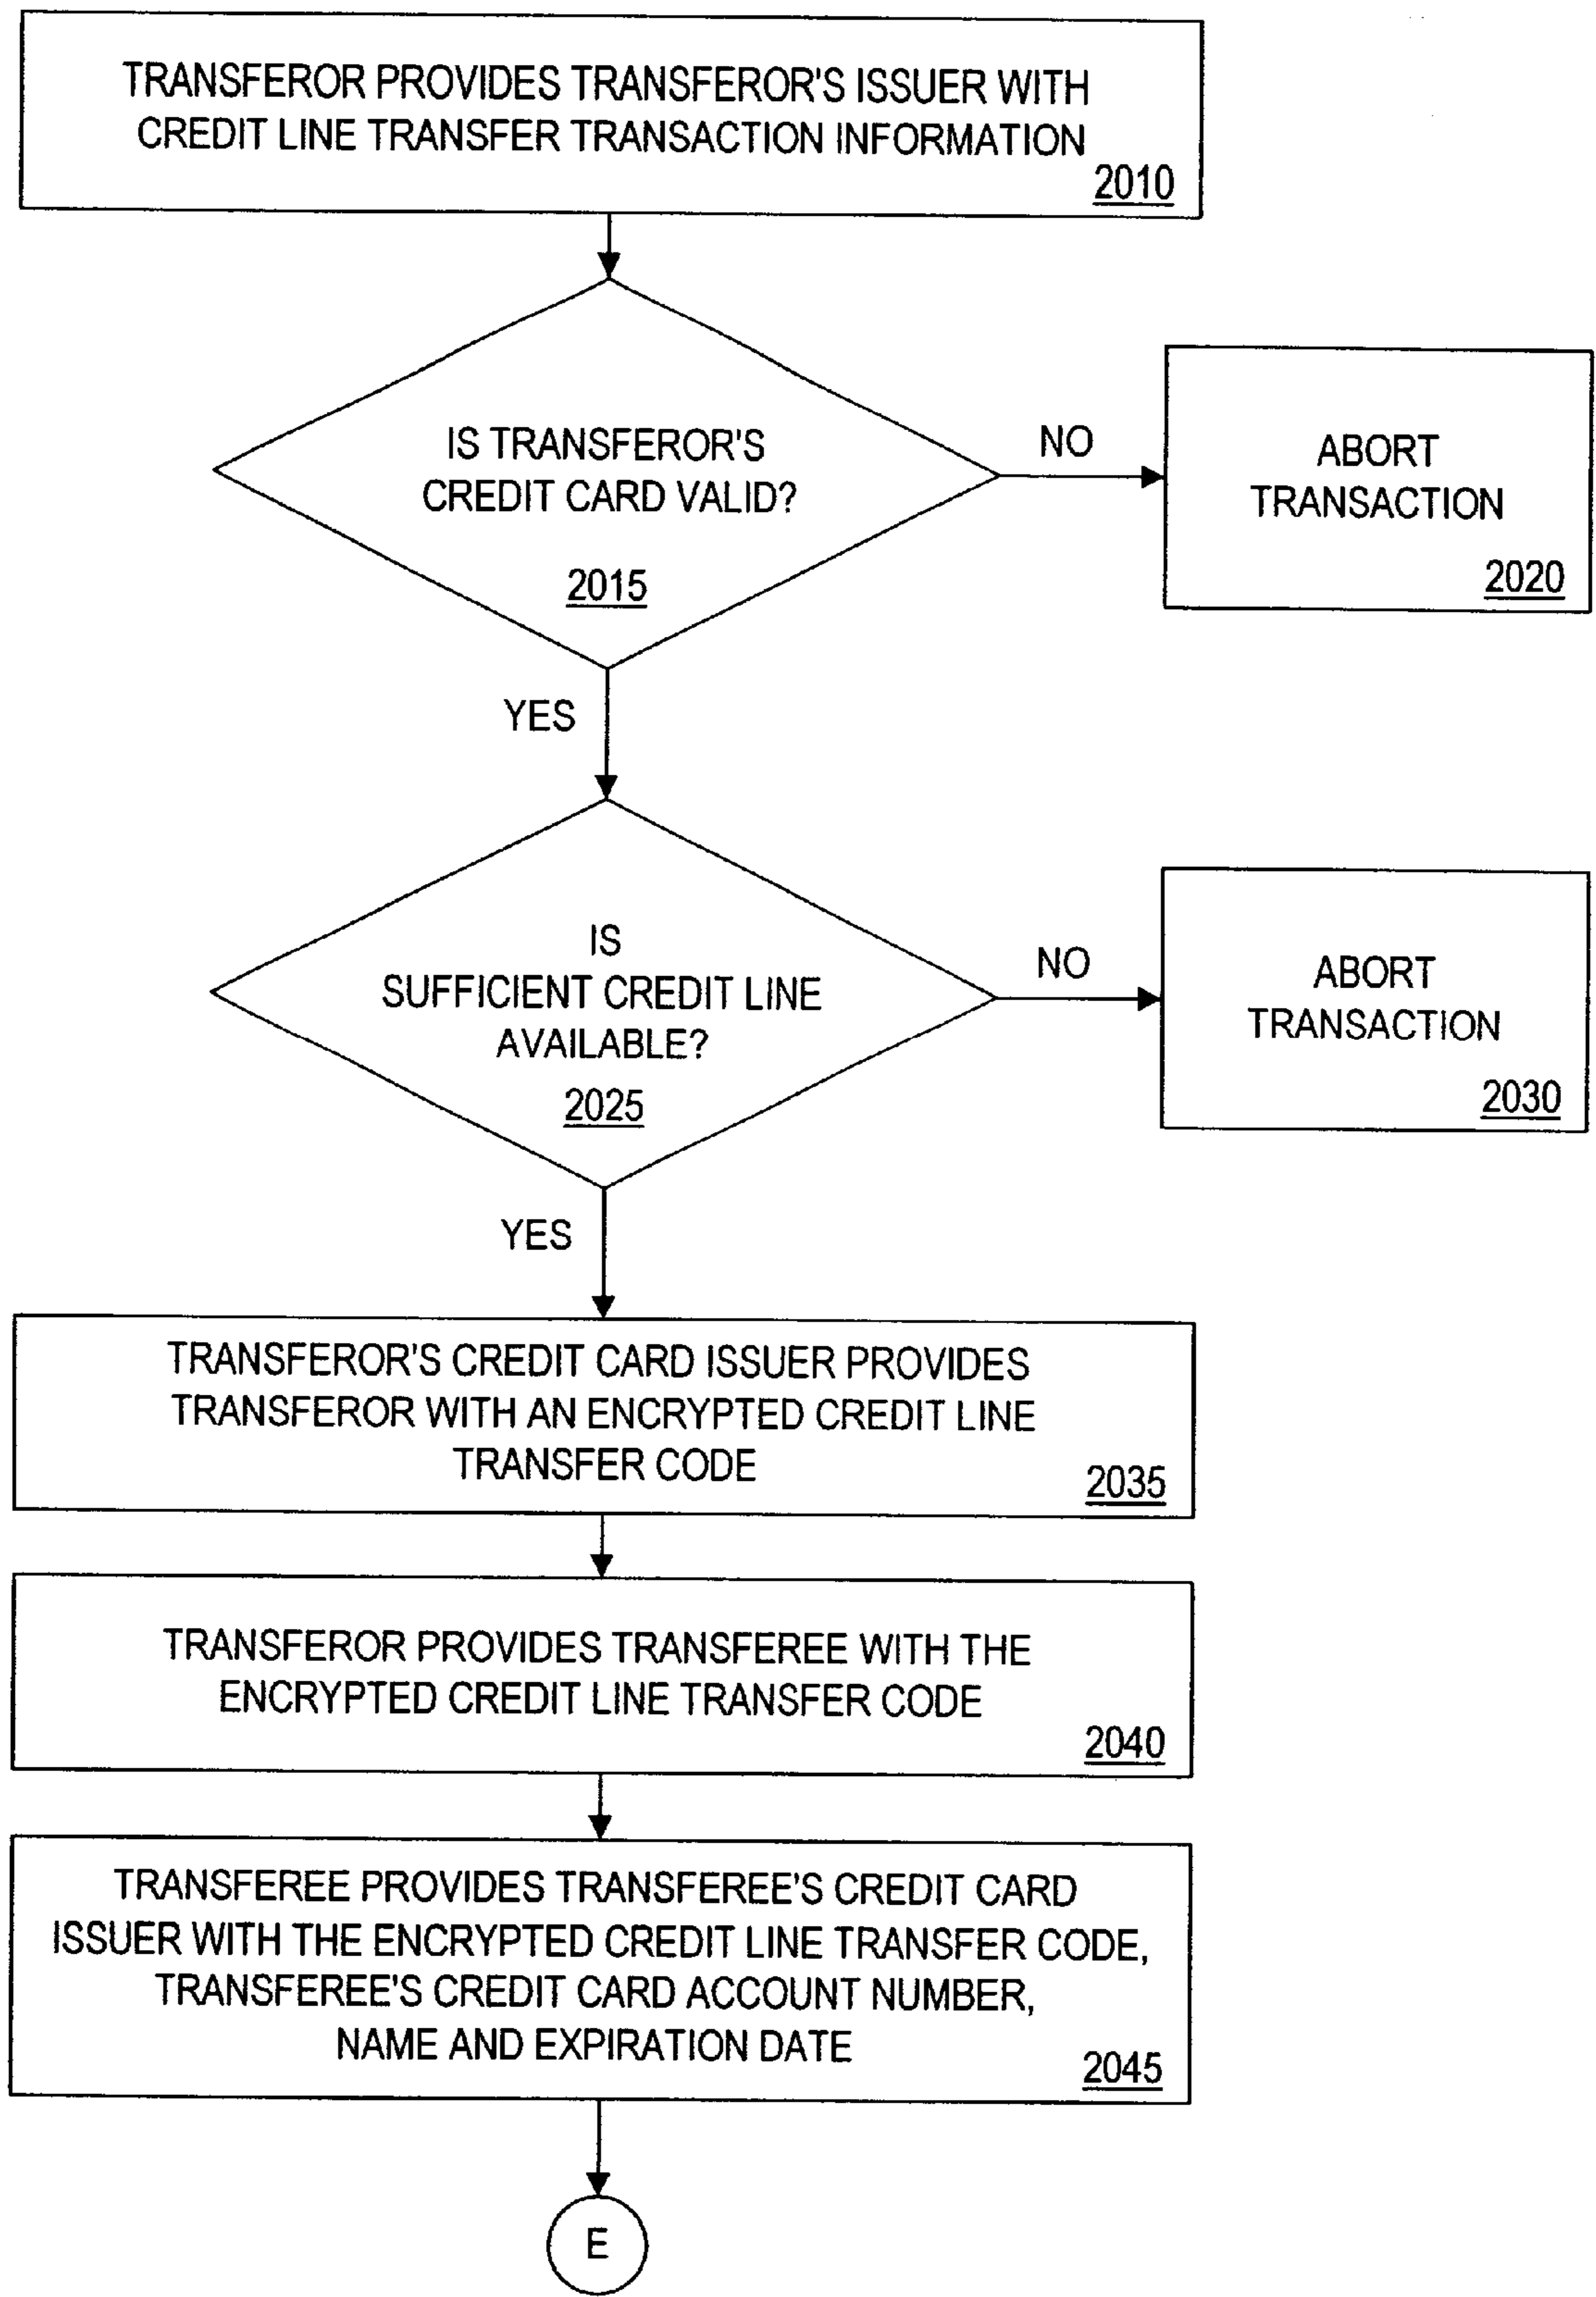 TRANSFEROR PROVIDES TRANSFEROR'S ISSUER WITH
CREDIT LINE TRANSFER TRANSACTION INFORMATION
2010
IS TRANSFEROR'S
CREDIT CARD VALID?
2015
NO
ABORT
TRANSACTION
2020
YES
IS
SUFFICIENT CREDIT LINE
AVAILABLE?
2025
NO
ABORT
TRANSACTION
2030
YES
TRANSFEROR'S CREDIT CARD ISSUER PROVIDES
TRANSFEROR WITH AN ENCRYPTED CREDIT LINE
TRANSFER CODE
2035
TRANSFEROR PROVIDES TRANSFEREE WITH THE
ENCRYPTED CREDIT LINE TRANSFER CODE
2040
TRANSFEREE PROVIDES TRANSFEREE'S CREDIT CARD
ISSUER WITH THE ENCRYPTED CREDIT LINE TRANSFER CODE,
TRANSFEREE'S CREDIT CARD ACCOUNT NUMBER,
NAME AND EXPIRATION DATE
2045
E